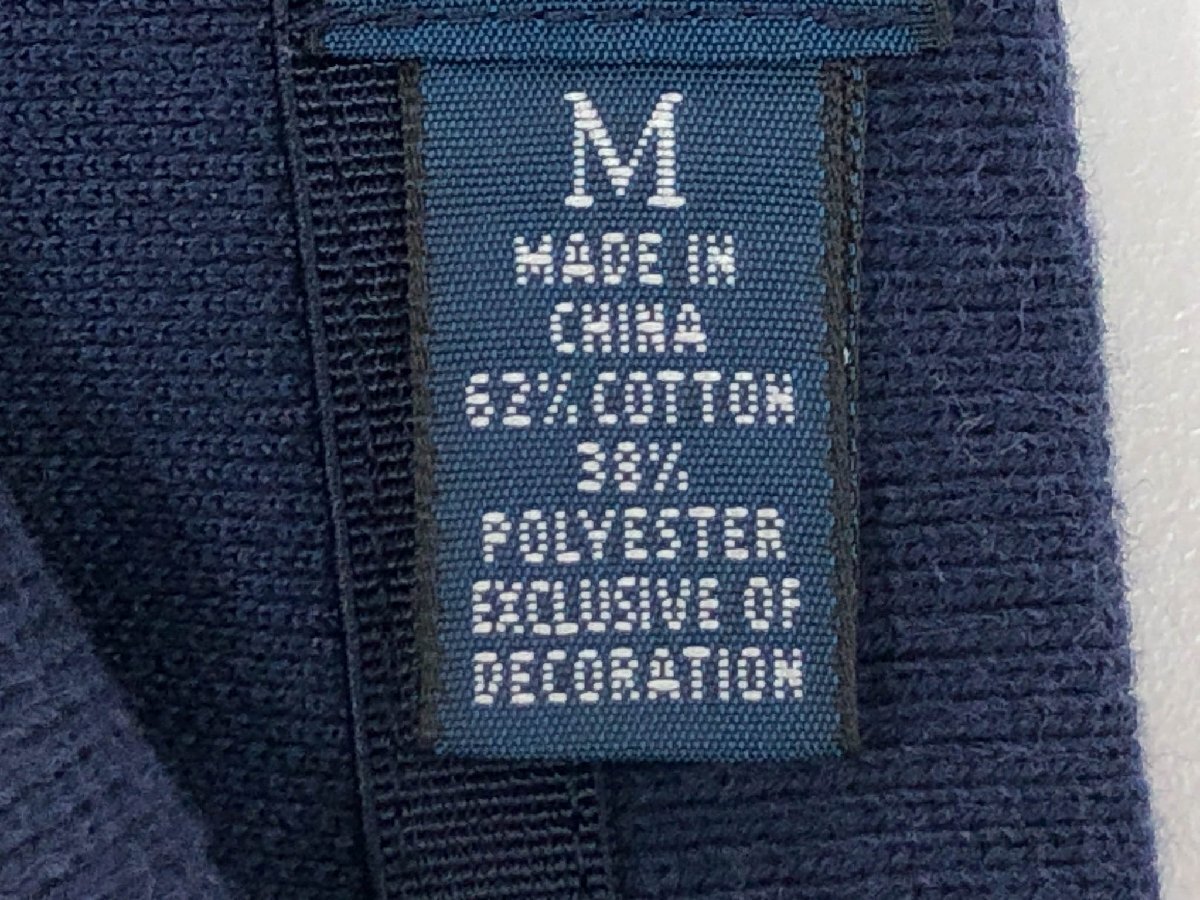 M
MADE IN
CHINA
62% COTTON
38%
POLYESTER
EXCLUSIVE OF
DECORATION